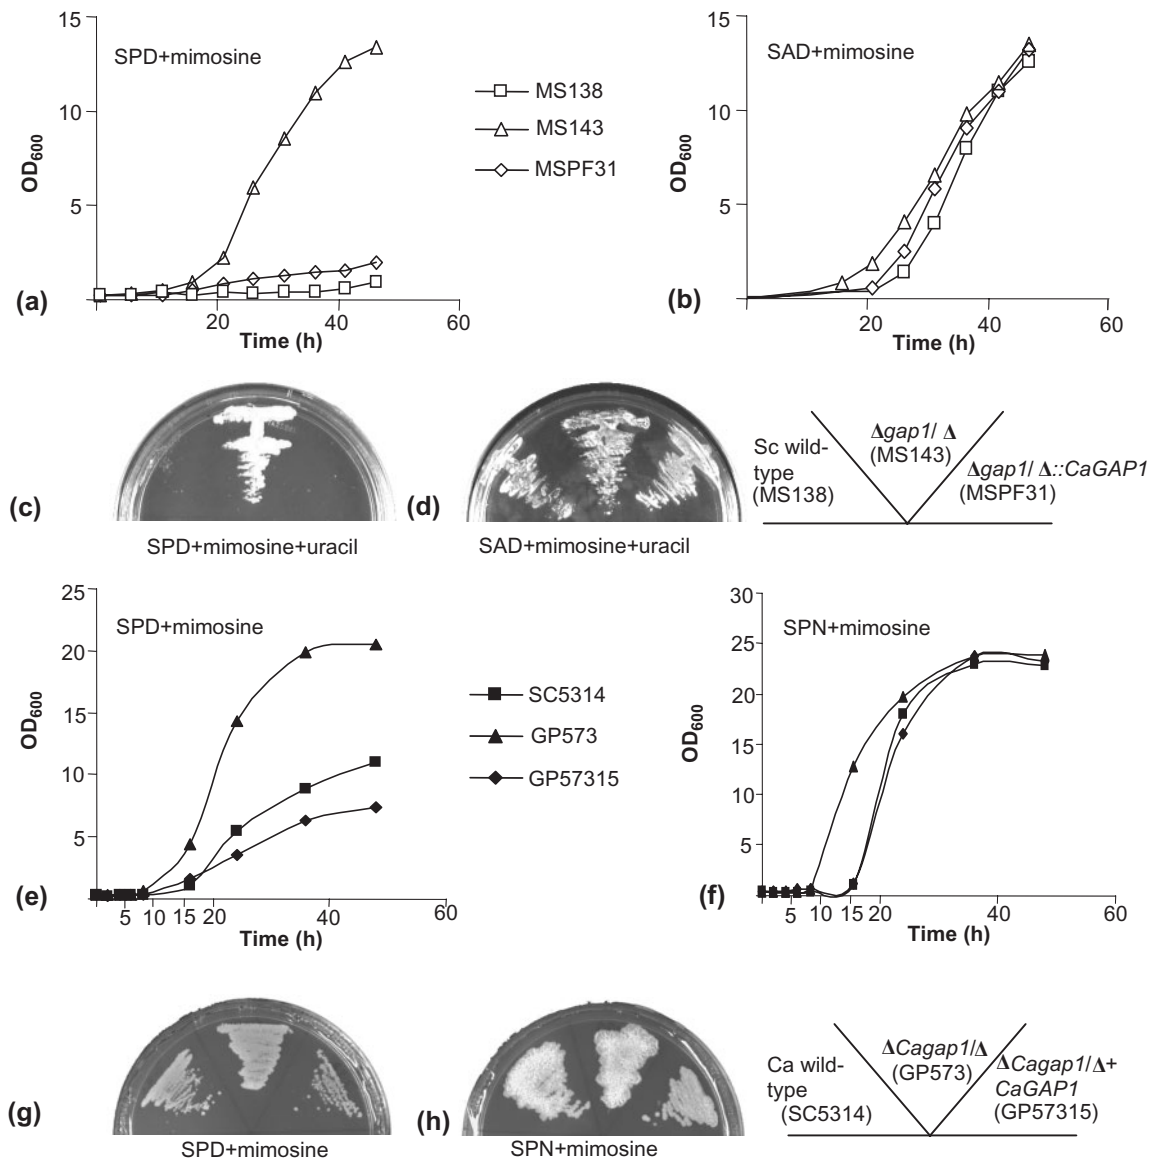 15
SPD+mimosine
10
OD600
5
20
40
60
Time (h)
(a)
MS138
MS143
MSPF31
15
SAD+mimosine
10
OD600
5
20
40
60
Time (h)
(b)
(c)
SPD+mimosine+uracil
(d)
SAD+mimosine+uracil
Sc wild-
type
(MS138)
Δgap1/ Δ
(MS143)
Δgap1/ Δ::CaGAP1
(MSPF31)
25
SPD+mimosine
20
15
OD600
10
5
5 10 15 20 40 60
Time (h)
(e)
SC5314
GP573
GP57315
30
SPN+mimosine
25
20
OD600
15
10
5
5 10 15 20 40 60
Time (h)
(f)
(g)
SPD+mimosine
(h)
SPN+mimosine
Ca wild-
type
(SC5314)
ΔCagap1/Δ
(GP573)
ΔCagap1/Δ+
CaGAP1
(GP57315)